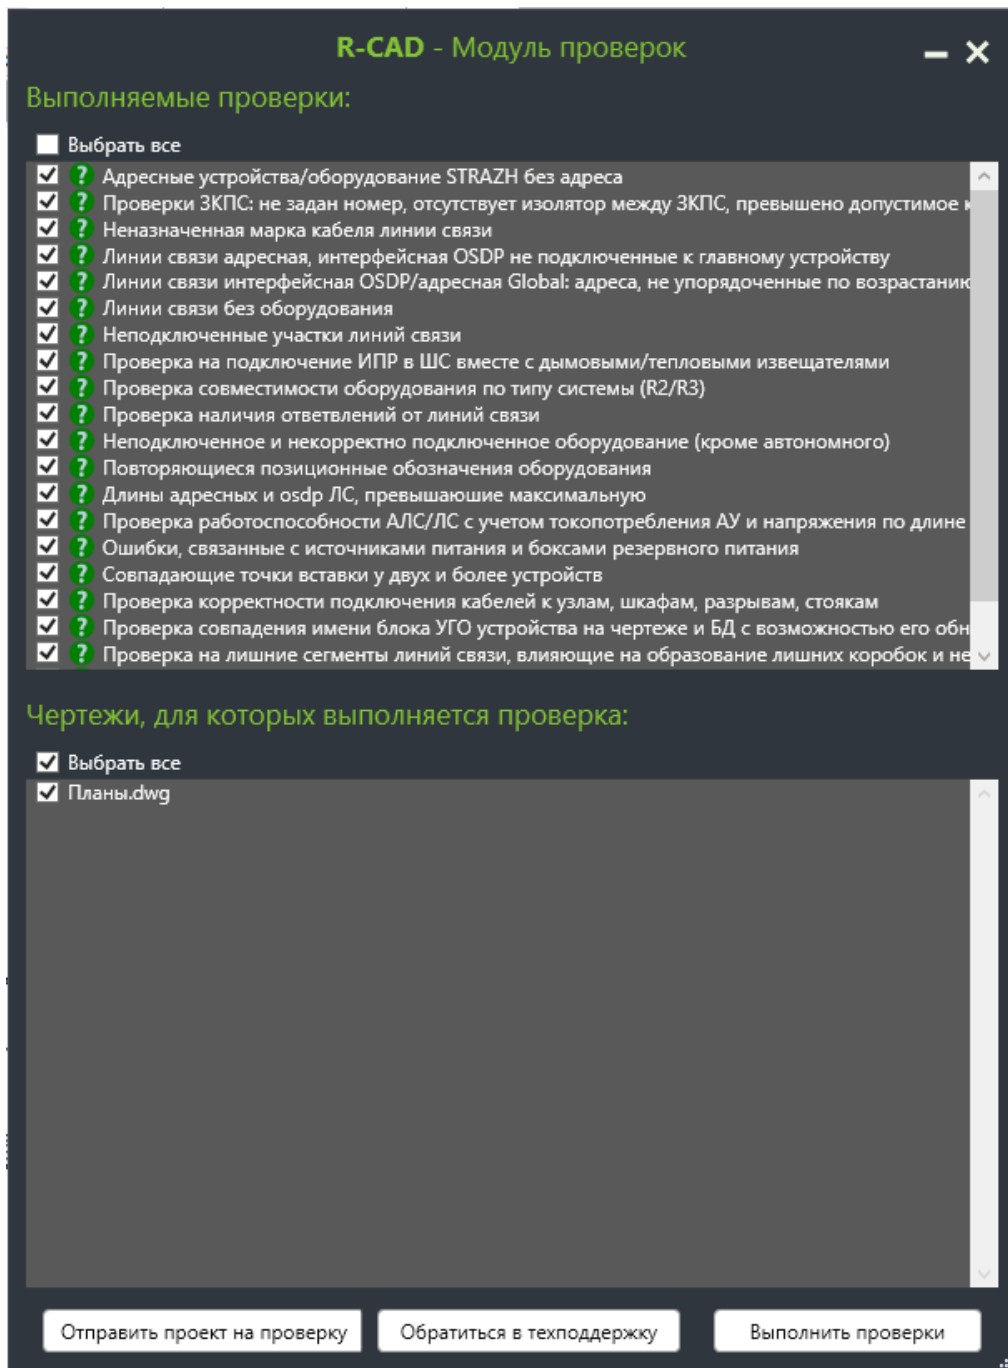 R-CAD - Модуль проверок
Выполняемые проверки:
Выбрать все
? Адресные устройства/оборудование STRAZH без адреса
? Проверки ЗКПС: не задан номер, отсутствует изолятор между ЗКПС, превышено допустимое к
? Неназначенная марка кабеля линии связи
? Линии связи адресная, интерфейсная OSDP не подключенные к главному устройству
? Линии связи интерфейсная OSDP/адресная Global: адреса, не упорядоченные по возрастанию
? Линии связи без оборудования
? Неподключенные участки линий связи
? Проверка на подключение ИПР в ШС вместе с дымовыми/тепловыми извещателями
? Проверка совместимости оборудования по типу системы (R2/R3)
? Проверка наличия ответвлений от линий связи
? Неподключенное и некорректно подключенное оборудование (кроме автономного)
? Повторяющиеся позиционные обозначения оборудования
? Длины адресных и osdp ЛС, превышаюшие максимальную
? Проверка работоспособности АЛС/ЛС с учетом токопотребления АУ и напряжения по длине
? Ошибки, связанные с источниками питания и боксами резервного питания
? Совпадающие точки вставки у двух и более устройств
? Проверка корректности подключения кабелей к узлам, шкафам, разрывам, стоякам
? Проверка совпадения имени блока УГО устройства на чертеже и БД с возможностью его обн
? Проверка на лишние сегменты линий связи, влияющие на образование лишних коробок и не
Чертежи, для которых выполняется проверка:
Выбрать все
Планы.dwg
Отправить проект на проверку Обратиться в техподдержку Выполнить проверки